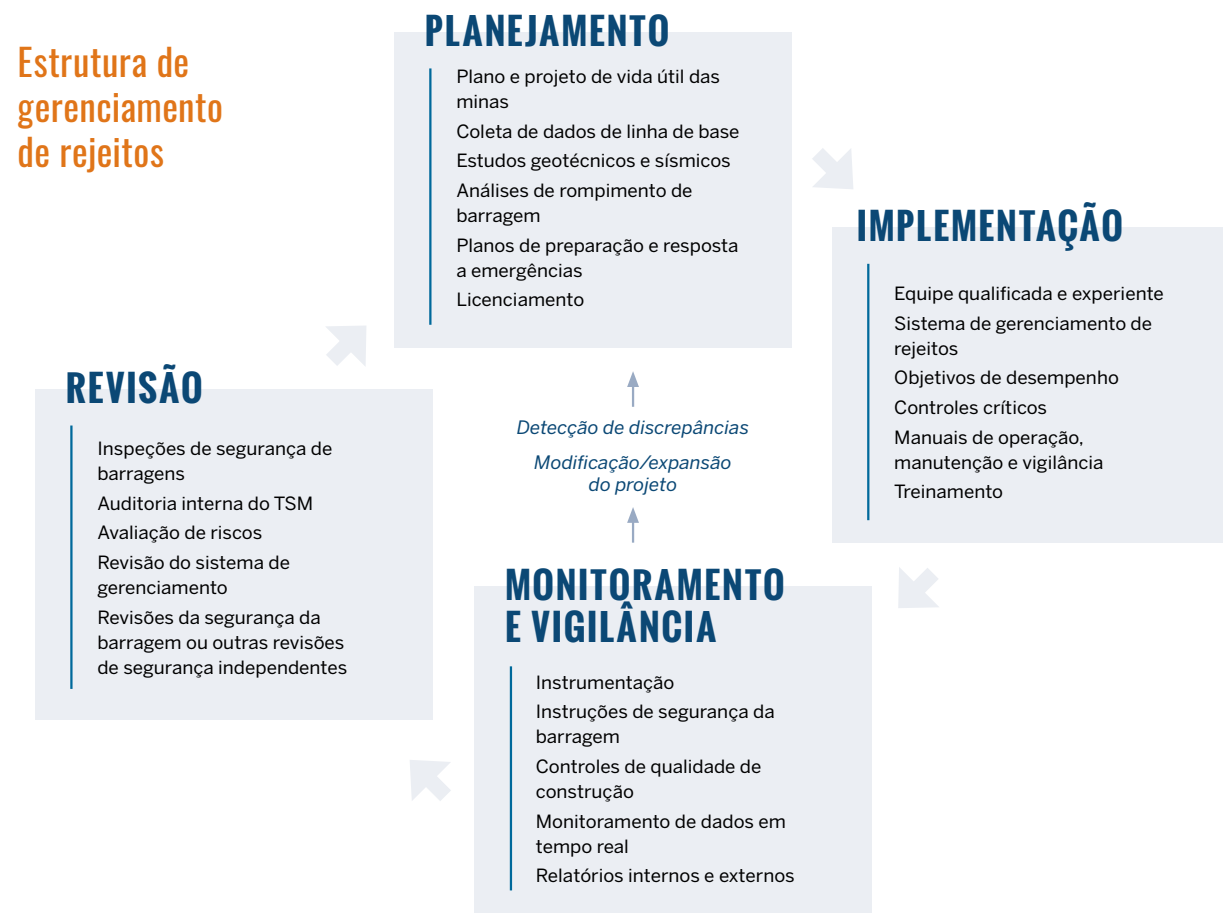 Estrutura de
gerenciamento
de rejeitos
PLANEJAMENTO
Plano e projeto de vida útil das
minas
Coleta de dados de linha de base
Estudos geotécnicos e sísmicos
Análises de rompimento de
barragem
Planos de preparação e resposta
a emergências
Licenciamento
IMPLEMENTAÇÃO
Equipe qualificada e experiente
Sistema de gerenciamento de
rejeitos
Objetivos de desempenho
Controles críticos
Manuais de operação,
manutenção e vigilância
Treinamento
MONITORAMENTO
E VIGILÂNCIA
Instrumentação
Instruções de segurança da
barragem
Controles de qualidade de
construção
Monitoramento de dados em
tempo real
Relatórios internos e externos
REVISÃO
Inspeções de segurança de
barragens
Auditoria interna do TSM
Avaliação de riscos
Revisão do sistema de
gerenciamento
Revisões da segurança da
barragem ou outras revisões
de segurança independentes
Detecção de discrepâncias
Modificação/expansão
do projeto